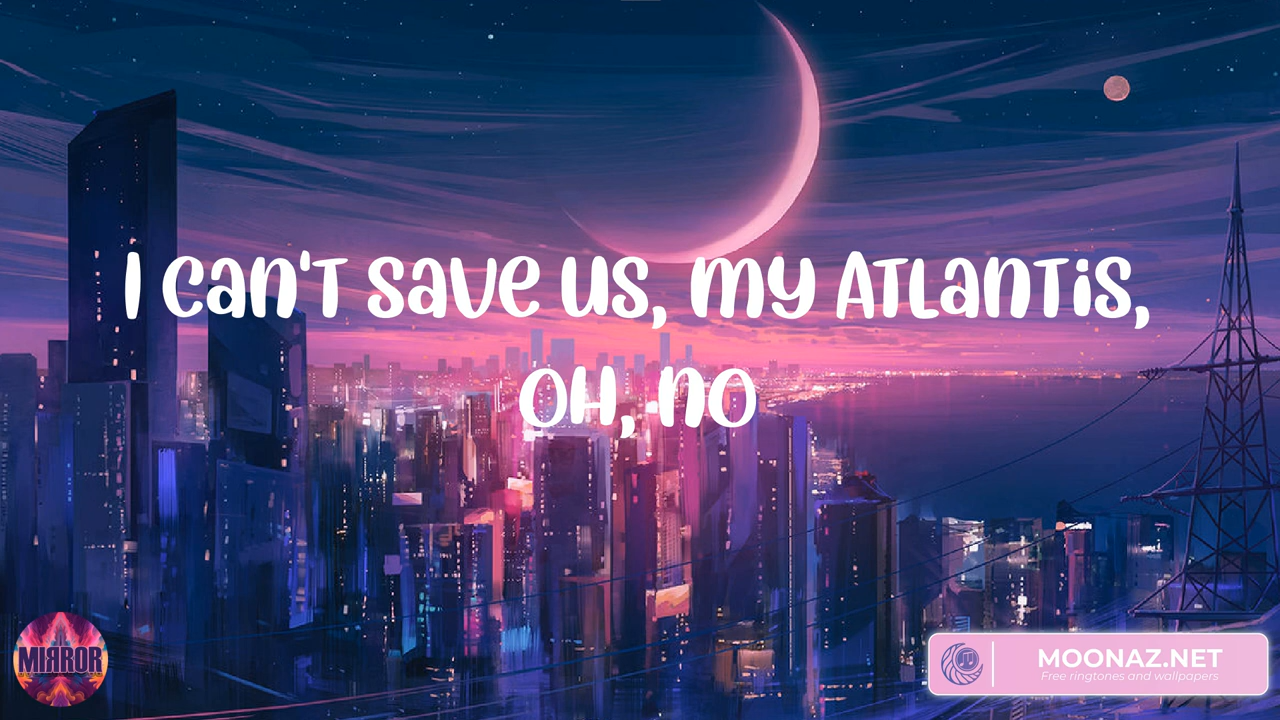 I can't save us, my Atlantis,
oh, no
MIRROR
MOONAZ.NET
Free ringtones and wallpapers